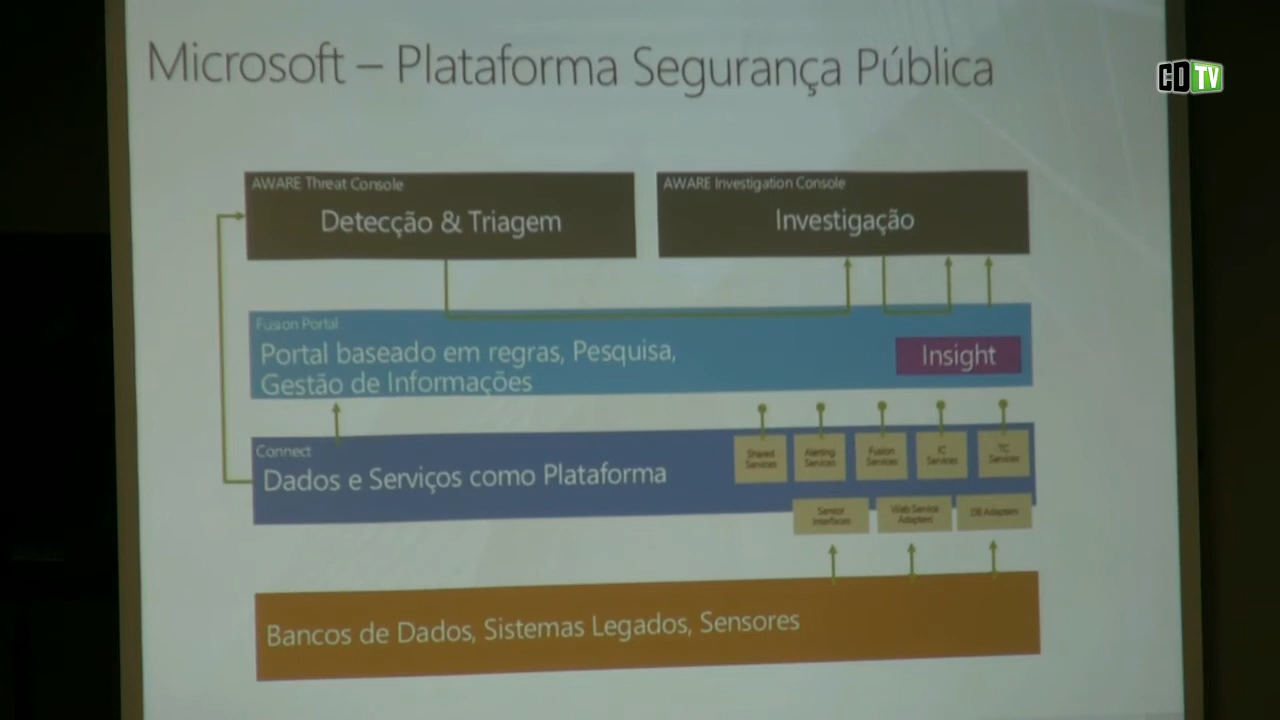 Microsoft – Plataforma Segurança Pública
CDTV
AWARE Threat Console
Detecção & Triagem
AWARE Investigation Console
Investigação
Fusion Portal
Portal baseado em regras, Pesquisa,
Gestão de Informações
Insight
Connect
Dados e Serviços como Plataforma
Shared
Services
Alerting
Services
Fusion
Services
IC
Services
TC
Services
Sensor
Interfaces
Web Service
Adapters
DB Adapters
Bancos de Dados, Sistemas Legados, Sensores